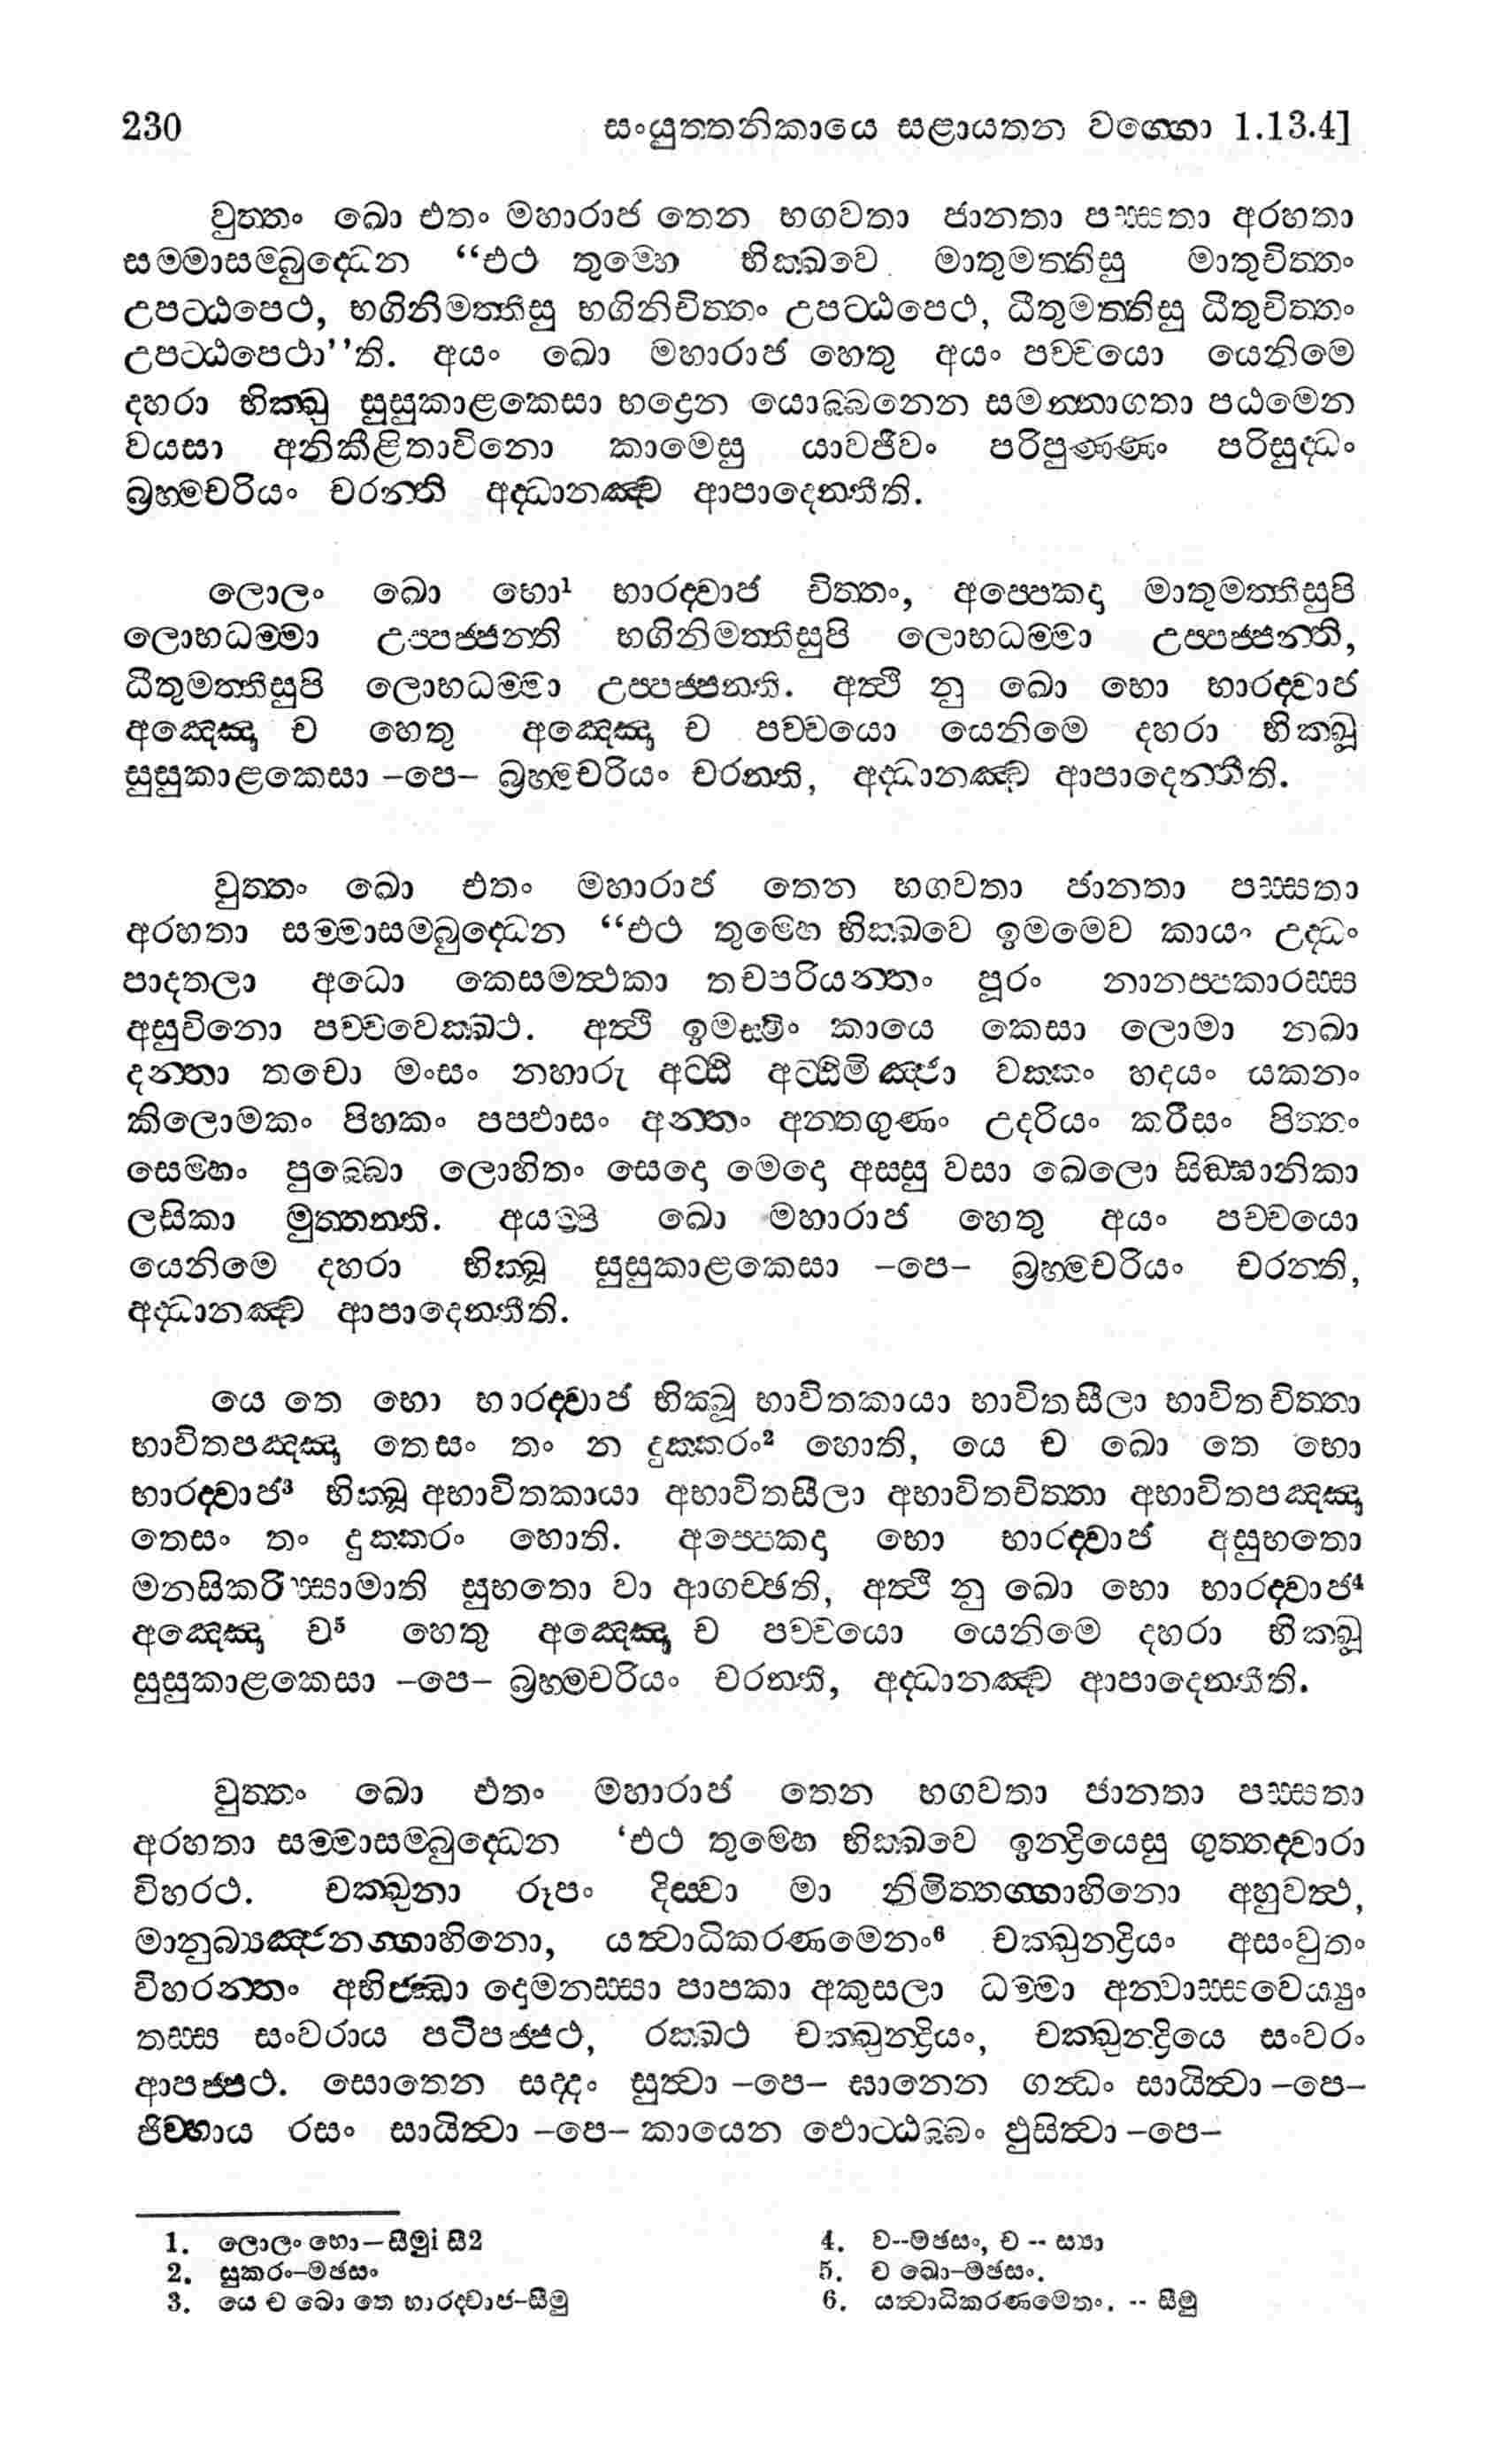 230 සංයුත්තනිකායෙ සළායතන වග්ගො 1.13.4]
වුත්තං ඛො එතං මහාරාජ තෙන භගවතා ජානතා පස්සතා අරහතා
සම්මාසම්බුද්ධෙන “එථ තුම්හෙ භික්ඛවෙ මාතුමත්තිසු මාතුචිත්තං
උපට්ඨපෙථ, භගිනිමත්තීසු භගිනිචිත්තං උපට්ඨපෙථ, ධීතුමත්තිසු ධීතුචිත්තං
උපට්ඨපෙථා’’ති. අයං ඛො මහාරාජ හෙතු අයං පච්චයො යෙනිමෙ
දහරා භික්ඛු සුසුකාළකෙසා භද්‍රෙන යොබ්බනෙන සමන්නාගතා පඨමෙන
වයසා අනිකීළිතාවිනො කාමෙසු යාවජීවං පරිපුණ්ණං පරිසුද්ධං
බ්‍රහ්මචරියං චරන්ති අද්ධානඤ්ච ආපාදෙන්තීති.
ලොලං ඛො භො¹ භාරද්වාජ චිත්තං, අප්පෙකදා මාතුමත්තීසුපි
ලොභධම්මා උප්පජ්ජන්ති භගිනිමත්තීසුපි ලොභධම්මා උප්පජ්ජන්ති,
ධීතුමත්තීසුපි ලොභධම්මා උප්පජ්ජන්ති. අත්ථි නු ඛො භො භාරද්වාජ
අඤ්ඤො ච හෙතු අඤ්ඤො ච පච්චයො යෙනිමෙ දහරා භික්ඛූ
සුසුකාළකෙසා –පෙ– බ්‍රහ්මචරියං චරන්ති, අද්ධානඤ්ච ආපාදෙන්තීති.
වුත්තං ඛො එතං මහාරාජ තෙන භගවතා ජානතා පස්සතා
අරහතා සම්මාසම්බුද්ධෙන “එථ තුම්හෙ භික්ඛවෙ ඉමමෙව කායං උද්ධං
පාදතලා අධො කෙසමත්ථකා තචපරියන්තං පූරං නානප්පකාරස්ස
අසුචිනො පච්චවෙක්ඛථ. අත්ථි ඉමස්මිං කායෙ කෙසා ලොමා නඛා
දන්තා තචො මංසං නහාරු අට්ඨි අට්ඨිමිඤ්ජා වක්කං හදයං යකනං
කිලොමකං පිහකං පප්ඵාසං අන්තං අන්තගුණං උදරියං කරීසං පිත්තං
සෙම්හං පුබ්බො ලොහිතං සෙදො මෙදො අස්සු වසා ඛෙලො සිඞ්ඝානිකා
ලසිකා මුත්තන්ති. අයම්පි ඛො මහාරාජ හෙතු අයං පච්චයො
යෙනිමෙ දහරා භික්ඛූ සුසුකාළකෙසා –පෙ– බ්‍රහ්මචරියං චරන්ති,
අද්ධානඤ්ච ආපාදෙන්තීති.
යෙ තෙ භො භාරද්වාජ භික්ඛූ භාවිතකායා භාවිතසීලා භාවිතචිත්තා
භාවිතපඤ්ඤා තෙසං තං න දුක්කරං² හොති, යෙ ච ඛො තෙ භො
භාරද්වාජ³ භික්ඛූ අභාවිතකායා අභාවිතසීලා අභාවිතචිත්තා අභාවිතපඤ්ඤා
තෙසං තං දුක්කරං හොති. අප්පෙකදා භො භාරද්වාජ අසුභතො
මනසිකරිස්සාමාති සුභතො වා ආගච්ඡති, අත්ථි නු ඛො භො භාරද්වාජ⁴
අඤ්ඤො ච⁵ හෙතු අඤ්ඤො ච පච්චයො යෙනිමෙ දහරා භික්ඛූ
සුසුකාළකෙසා –පෙ– බ්‍රහ්මචරියං චරන්ති, අද්ධානඤ්ච ආපාදෙන්තීති.
වුත්තං ඛො එතං මහාරාජ තෙන භගවතා ජානතා පස්සතා
අරහතා සම්මාසම්බුද්ධෙන ‘එථ තුම්හෙ භික්ඛවෙ ඉන්ද්‍රියෙසු ගුත්තද්වාරා
විහරථ. චක්ඛුනා රූපං දිස්වා මා නිමිත්තග්ගාහිනො අහුවත්ථ,
මානුබ්‍යඤ්ජනග්ගාහිනො, යත්වාධිකරණමෙනං⁶ චක්ඛුන්ද්‍රියං අසංවුතං
විහරන්තං අභිජ්ඣා දොමනස්සා පාපකා අකුසලා ධම්මා අන්වාස්සවෙය්‍යුං
තස්ස සංවරාය පටිපජ්ජථ, රක්ඛථ චක්ඛුන්ද්‍රියං, චක්ඛුන්ද්‍රියෙ සංවරං
ආපජ්ජථ. සොතෙන සද්දං සුත්වා –පෙ– ඝානෙන ගන්ධං සායිත්වා –පෙ–
ජිව්හාය රසං සායිත්වා –පෙ– කායෙන ඵොට්ඨබ්බං ඵුසිත්වා –පෙ–
1. ලොලං භො – සීමුi සී2
2. සුකරං–මඡසං
3. යෙ ච ඛො තෙ භාරද්වාජ–සීමු
4. ච--මඡසං, ච -- ස්‍යා
5. ච ඛො–මඡසං.
6. යත්වාධිකරණමෙතං. -- සීමු